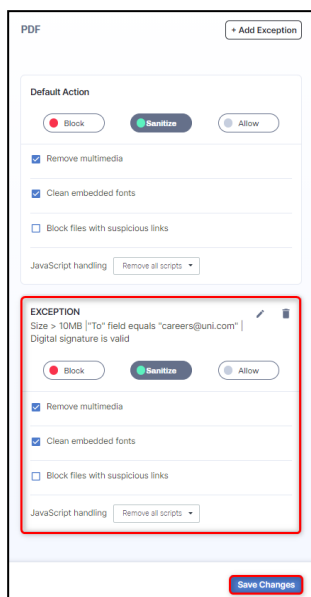 PDF
+ Add Exception
Default Action
Block
Sanitize
Allow
Remove multimedia
Clean embedded fonts
Block files with suspicious links
JavaScript handling
Remove all scripts
EXCEPTION
Size > 10MB |"To" field equals "careers@uni.com" |
Digital signature is valid
Block
Sanitize
Allow
Remove multimedia
Clean embedded fonts
Block files with suspicious links
JavaScript handling
Remove all scripts
Save Changes